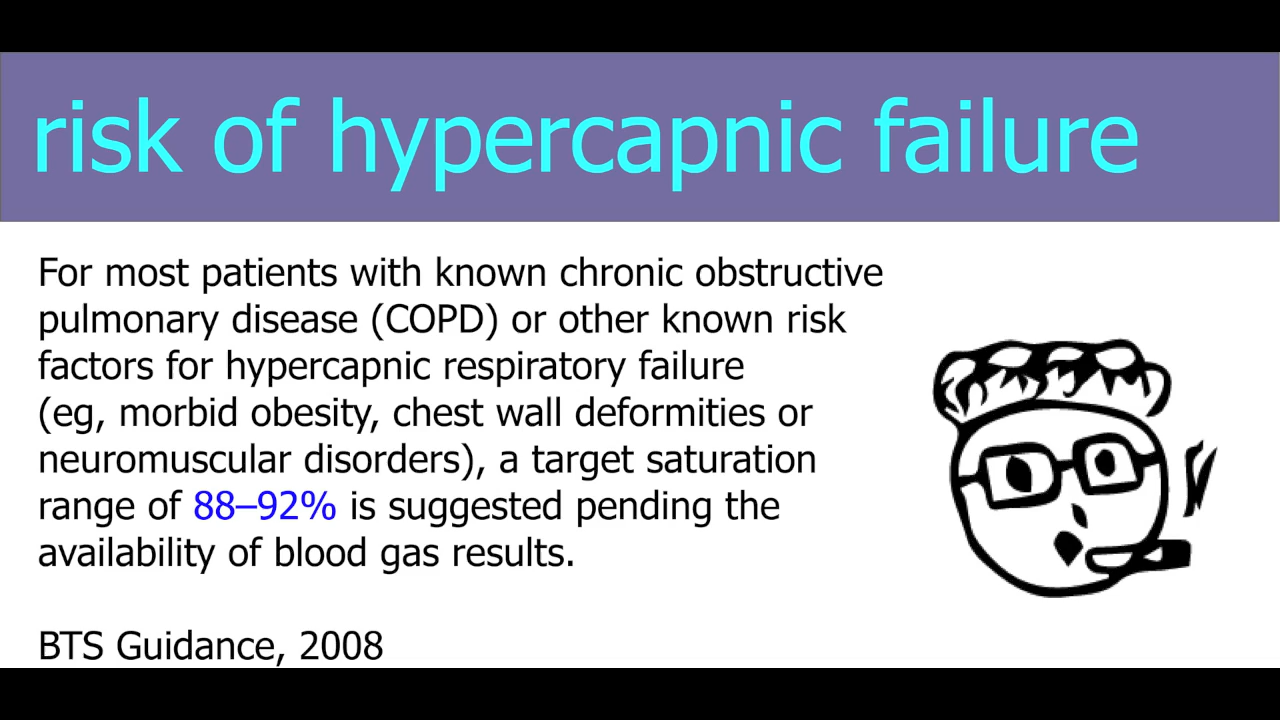 risk of hypercapnic failure
For most patients with known chronic obstructive
pulmonary disease (COPD) or other known risk
factors for hypercapnic respiratory failure
(eg, morbid obesity, chest wall deformities or
neuromuscular disorders), a target saturation
range of 88–92% is suggested pending the
availability of blood gas results.
BTS Guidance, 2008